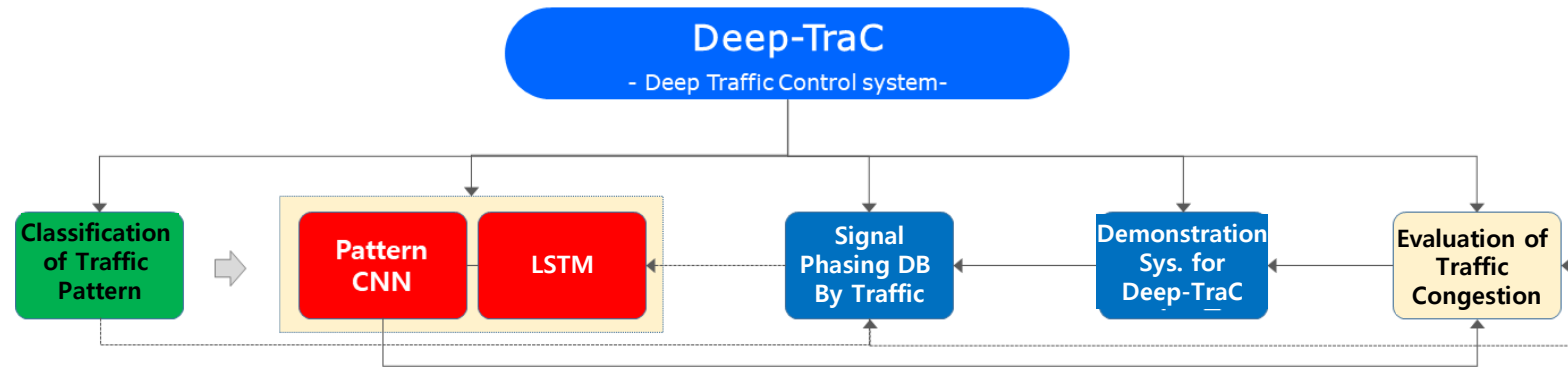 Deep-TraC
- Deep Traffic Control system-
Classification
of Traffic
Pattern
Pattern
CNN
LSTM
Signal
Phasing DB
By Traffic
Demonstration
Sys. for
Deep-TraC
Evaluation of
Traffic
Congestion